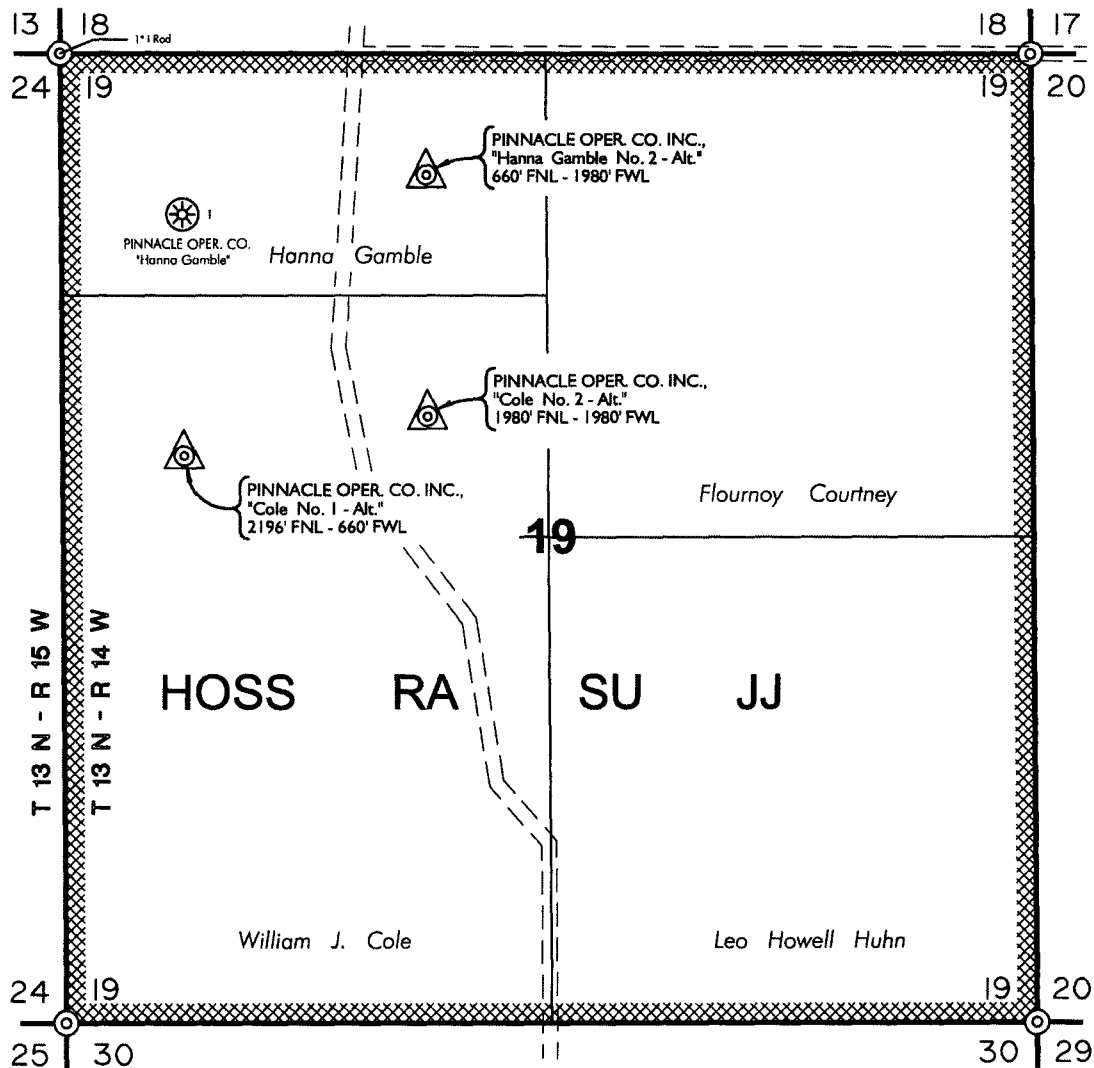 13 18
18 17
1" I Rod
24 19
19 20
PINNACLE OPER. CO. INC.,
"Hanna Gamble No. 2 - Alt."
660' FNL - 1980' FWL
1
PINNACLE OPER. CO.
"Hanna Gamble"
Hanna Gamble
PINNACLE OPER. CO. INC.,
"Cole No. 2 - Alt."
1980' FNL - 1980' FWL
PINNACLE OPER. CO. INC.,
"Cole No. 1 - Alt."
2196' FNL - 660' FWL
Flournoy Courtney
19
T 13 N - R 15 W
T 13 N - R 14 W
HOSS RA SU JJ
William J. Cole
Leo Howell Huhn
24 19
19 20
25 30
30 29